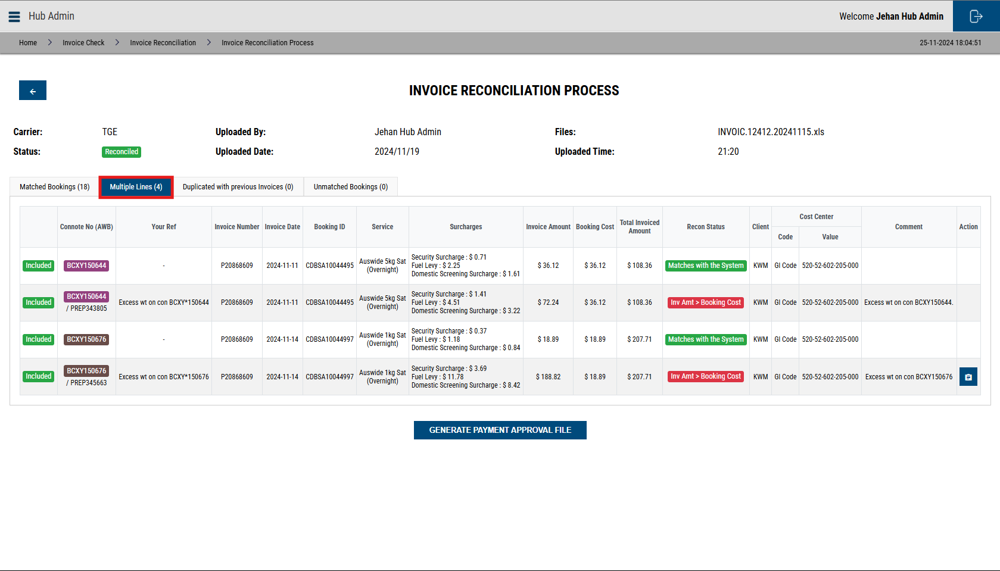 Hub Admin
Welcome Jehan Hub Admin
Home > Invoice Check > Invoice Reconciliation > Invoice Reconciliation Process
25-11-2024 18:04:51
INVOICE RECONCILIATION PROCESS
Carrier: TGE Uploaded By: Jehan Hub Admin Files: INVOIC.12412.20241115.xls
Status: Reconciled Uploaded Date: 2024/11/19 Uploaded Time: 21:20
Matched Bookings (18) Multiple Lines (4) Duplicated with previous Invoices (0) Unmatched Bookings (0)
Connote No (AWB) Your Ref Invoice Number Invoice Date Booking ID Service Surcharges Invoice Amount Booking Cost Total Invoiced Amount Recon Status Client Cost Center Comment Action
Code Value
Included BCXY150644 - P20868609 2024-11-11 CDBSA10044495 Auswide 5kg Sat (Overnight) Security Surcharge : $ 0.71 Fuel Levy : $ 2.25 Domestic Screening Surcharge : $ 1.61 $ 36.12 $ 36.12 $ 108.36 Matches with the System KWM GI Code 520-52-602-205-000
Included BCXY150644 / PREP343805 Excess wt on con BCXY*150644 P20868609 2024-11-11 CDBSA10044495 Auswide 5kg Sat (Overnight) Security Surcharge : $ 1.41 Fuel Levy : $ 4.51 Domestic Screening Surcharge : $ 3.22 $ 72.24 $ 36.12 $ 108.36 Inv Amt > Booking Cost KWM GI Code 520-52-602-205-000 Excess wt on con BCXY150644.
Included BCXY150676 - P20868609 2024-11-14 CDBSA10044997 Auswide 1kg Sat (Overnight) Security Surcharge : $ 0.37 Fuel Levy : $ 1.18 Domestic Screening Surcharge : $ 0.84 $ 18.89 $ 18.89 $ 207.71 Matches with the System KWM GI Code 520-52-602-205-000
Included BCXY150676 / PREP345663 Excess wt on con BCXY*150676 P20868609 2024-11-14 CDBSA10044997 Auswide 1kg Sat (Overnight) Security Surcharge : $ 3.69 Fuel Levy : $ 11.78 Domestic Screening Surcharge : $ 8.42 $ 188.82 $ 18.89 $ 207.71 Inv Amt > Booking Cost KWM GI Code 520-52-602-205-000 Excess wt on con BCXY150676
GENERATE PAYMENT APPROVAL FILE